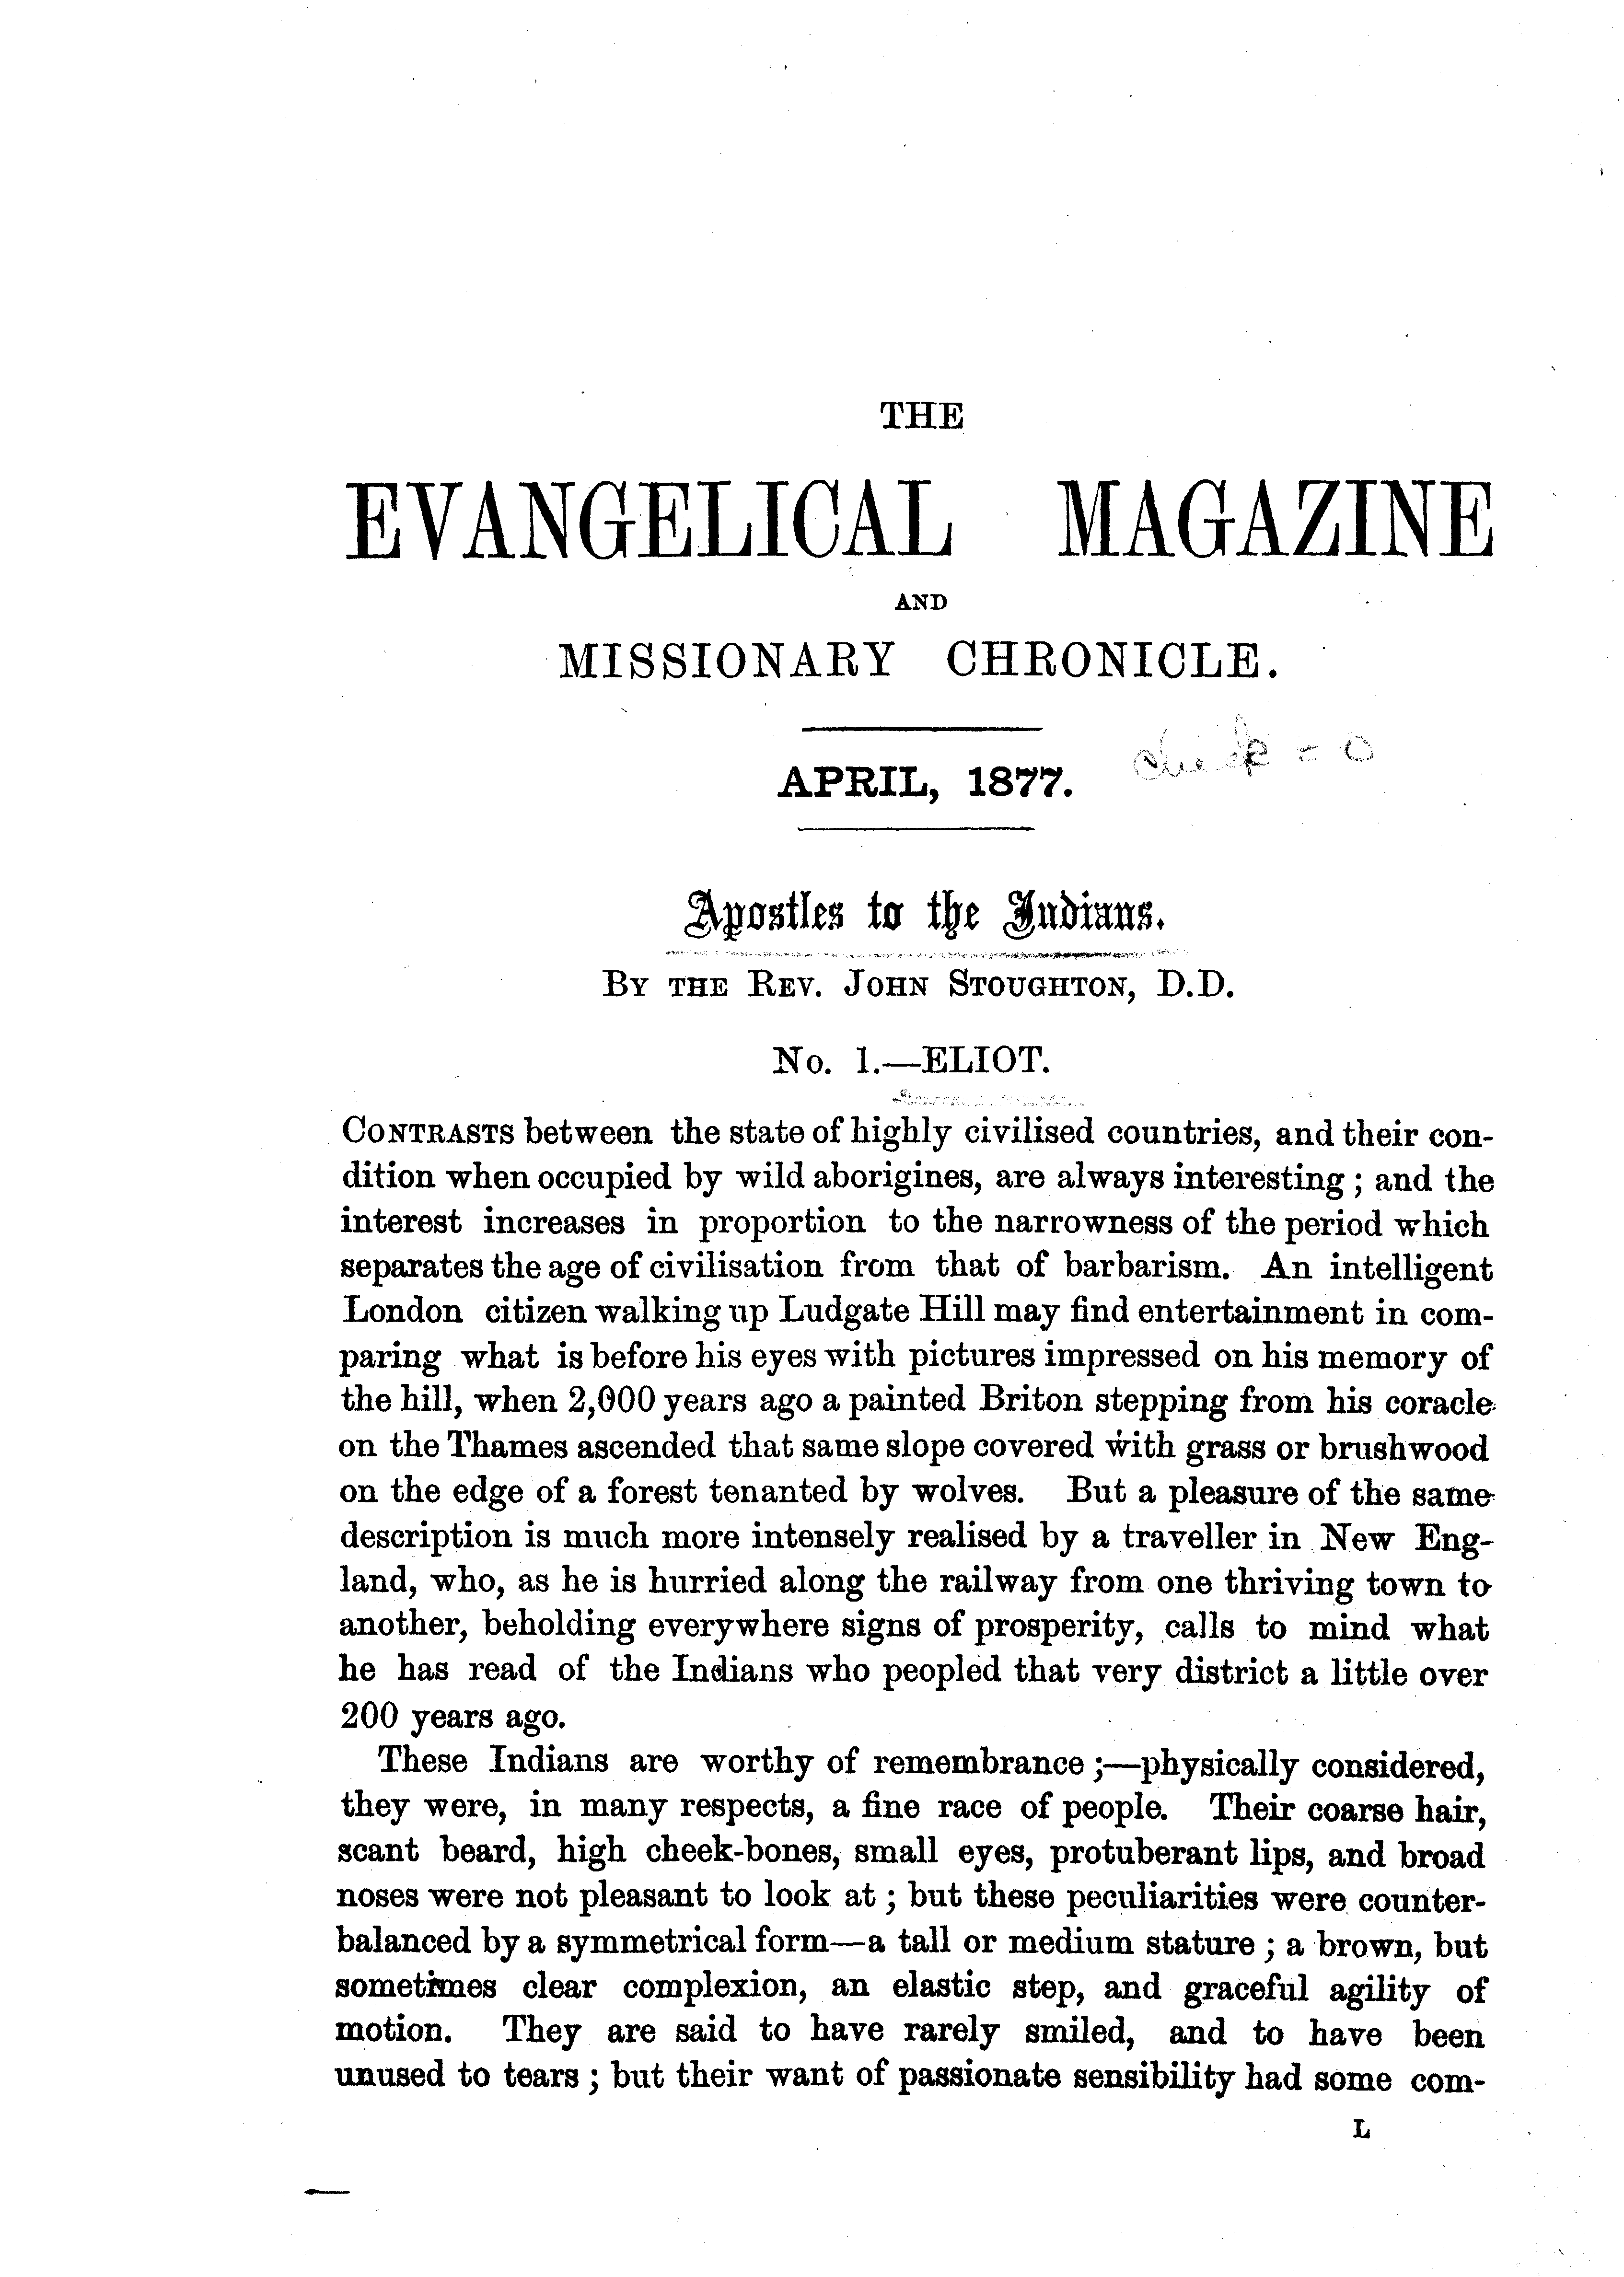 THE
EVANGELICAL MAGAZINE
AND
MISSIONARY CHRONICLE.
APRIL, 1877.
check = 0
Apostles to the Indians.
BY THE REV. JOHN STOUGHTON, D.D.
No. 1.—ELIOT.
CONTRASTS between the state of highly civilised countries, and their con-
dition when occupied by wild aborigines, are always interesting; and the
interest increases in proportion to the narrowness of the period which
separates the age of civilisation from that of barbarism. An intelligent
London citizen walking up Ludgate Hill may find entertainment in com-
paring what is before his eyes with pictures impressed on his memory of
the hill, when 2,000 years ago a painted Briton stepping from his coracle
on the Thames ascended that same slope covered with grass or brushwood
on the edge of a forest tenanted by wolves. But a pleasure of the same
description is much more intensely realised by a traveller in New Eng-
land, who, as he is hurried along the railway from one thriving town to
another, beholding everywhere signs of prosperity, calls to mind what
he has read of the Indians who peopled that very district a little over
200 years ago.
These Indians are worthy of remembrance;—physically considered,
they were, in many respects, a fine race of people. Their coarse hair,
scant beard, high cheek-bones, small eyes, protuberant lips, and broad
noses were not pleasant to look at; but these peculiarities were counter-
balanced by a symmetrical form—a tall or medium stature; a brown, but
sometimes clear complexion, an elastic step, and graceful agility of
motion. They are said to have rarely smiled, and to have been
unused to tears; but their want of passionate sensibility had some com-
L